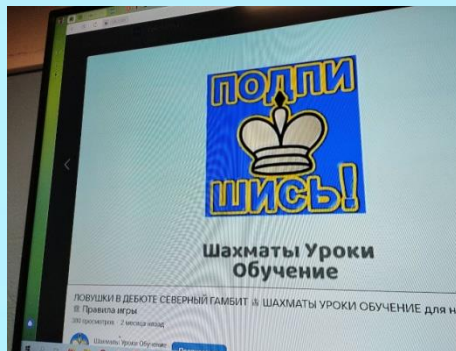 ПОДПИ
ШИСЬ!
Шахматы Уроки
Обучение
ЛОВУШКИ В ДЕБЮТЕ СЕВЕРНЫЙ ГАМБИТ ♔ ШАХМАТЫ УРОКИ ОБУЧЕНИЕ для н
Правила игры
просмотров 2 месяца назад
Шахматы Уроки Обучение